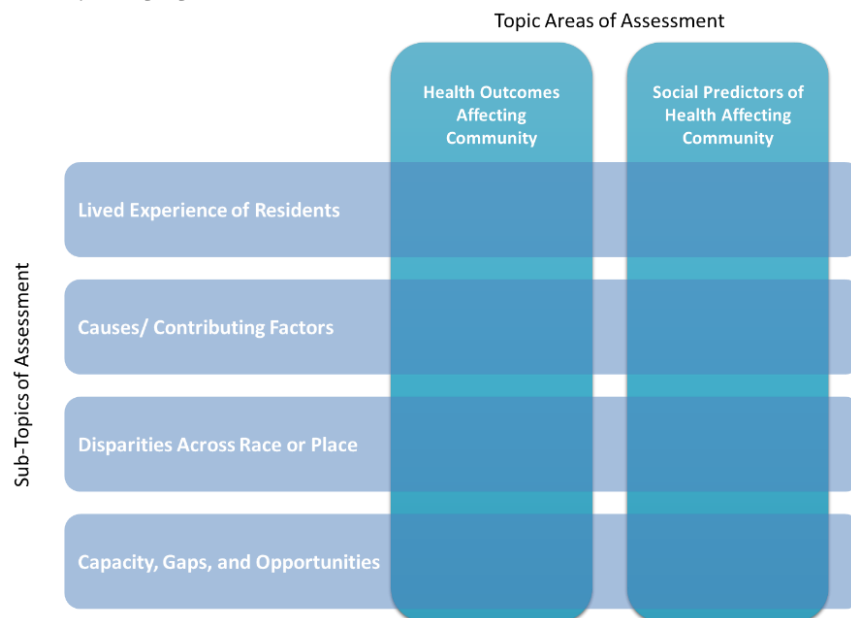 Topic Areas of Assessment
Health Outcomes
Affecting
Community
Social Predictors of
Health Affecting
Community
Sub-Topics of Assessment
Lived Experience of Residents
Causes/ Contributing Factors
Disparities Across Race or Place
Capacity, Gaps, and Opportunities